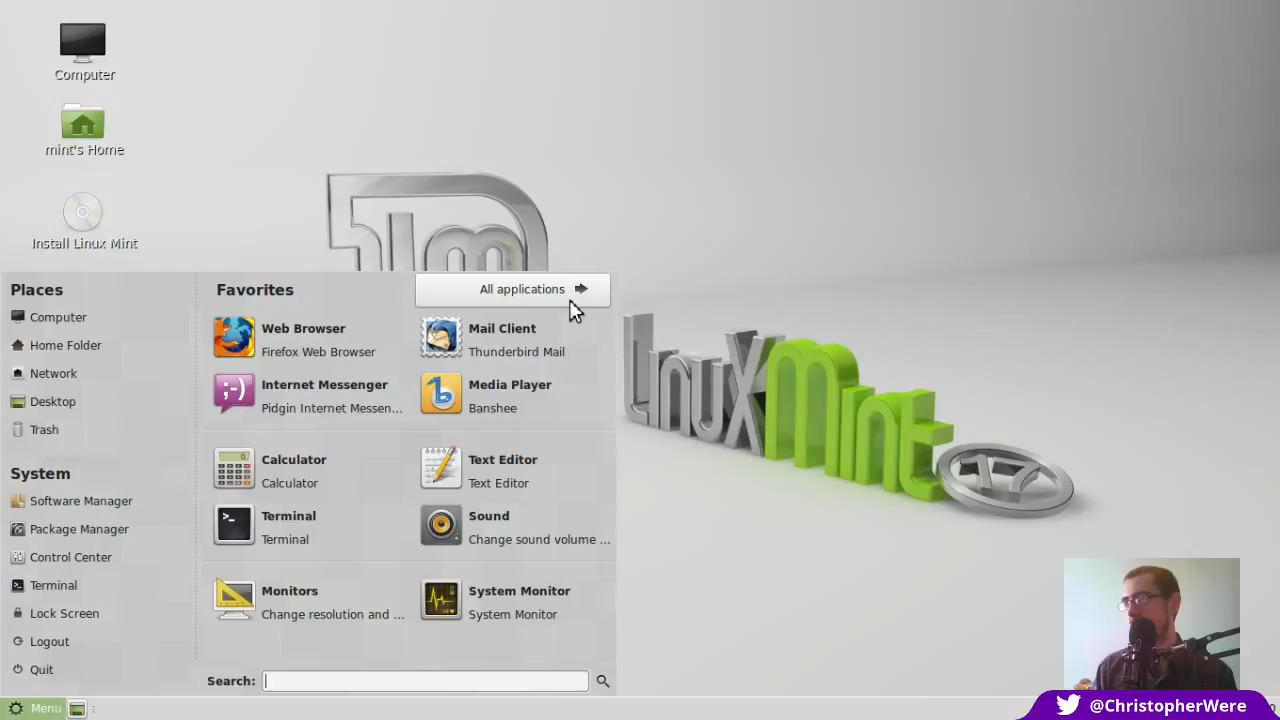 Computer
mint's Home
Install Linux Mint
Places
Computer
Home Folder
Network
Desktop
Trash
System
Software Manager
Package Manager
Control Center
Terminal
Lock Screen
Logout
Quit
Favorites
All applications
Web Browser
Firefox Web Browser
Mail Client
Thunderbird Mail
Internet Messenger
Pidgin Internet Messen...
Media Player
Banshee
Calculator
Calculator
Text Editor
Text Editor
Terminal
Terminal
Sound
Change sound volume ...
Monitors
Change resolution and ...
System Monitor
System Monitor
Search:
LinuxMint 17
Menu
@ChristopherWere